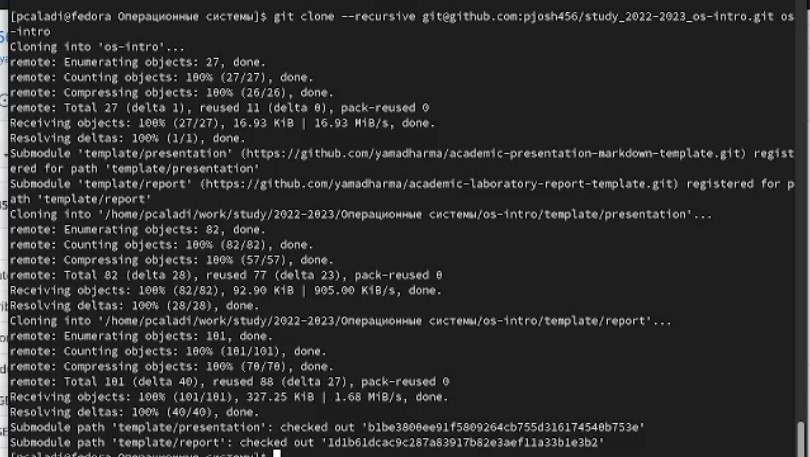 [pcaladi@fedora Операционные системы]$ git clone --recursive git@github.com:pjosh456/study_2022-2023_os-intro.git os
-intro
Cloning into 'os-intro'...
remote: Enumerating objects: 27, done.
remote: Counting objects: 100% (27/27), done.
remote: Compressing objects: 100% (26/26), done.
remote: Total 27 (delta 1), reused 11 (delta 0), pack-reused 0
Receiving objects: 100% (27/27), 16.93 KiB | 16.93 MiB/s, done.
Resolving deltas: 100% (1/1), done.
Submodule 'template/presentation' (https://github.com/yamadharma/academic-presentation-markdown-template.git) regist
ered for path 'template/presentation'
Submodule 'template/report' (https://github.com/yamadharma/academic-laboratory-report-template.git) registered for p
ath 'template/report'
Cloning into '/home/pcaladi/work/study/2022-2023/Операционные системы/os-intro/template/presentation'...
remote: Enumerating objects: 82, done.
remote: Counting objects: 100% (82/82), done.
remote: Compressing objects: 100% (57/57), done.
remote: Total 82 (delta 28), reused 77 (delta 23), pack-reused 0
Receiving objects: 100% (82/82), 92.90 KiB | 905.00 KiB/s, done.
Resolving deltas: 100% (28/28), done.
Cloning into '/home/pcaladi/work/study/2022-2023/Операционные системы/os-intro/template/report'...
remote: Enumerating objects: 101, done.
remote: Counting objects: 100% (101/101), done.
remote: Compressing objects: 100% (70/70), done.
remote: Total 101 (delta 40), reused 88 (delta 27), pack-reused 0
Receiving objects: 100% (101/101), 327.25 KiB | 1.68 MiB/s, done.
Resolving deltas: 100% (40/40), done.
Submodule path 'template/presentation': checked out 'b1be3800ee91f5809264cb755d316174540b753e'
Submodule path 'template/report': checked out '1d1b61dcac9c287a83917b82e3aef11a33b1e3b2'
[pcaladi@fedora Операционные системы]$